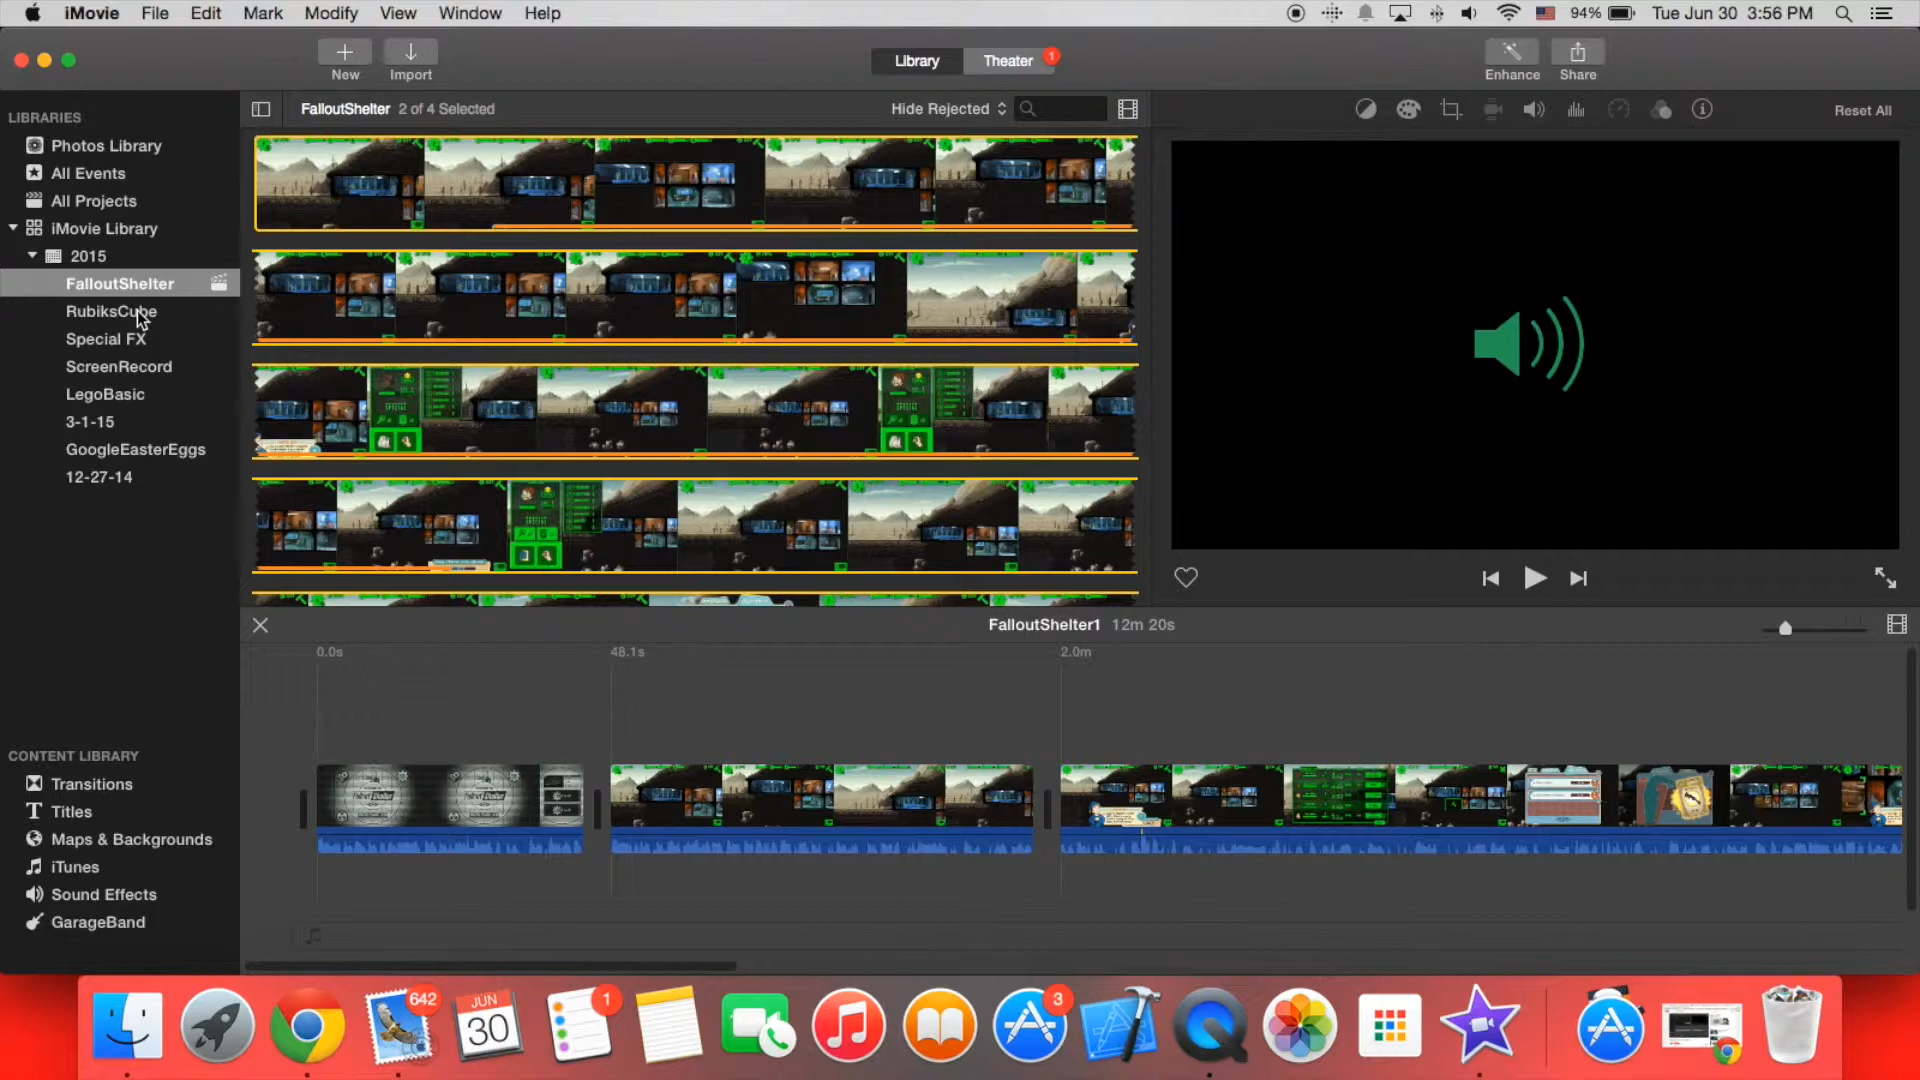 iMovie File Edit Mark Modify View Window Help 94% Tue Jun 30 3:56 PM
New Import Library Theater 1 Enhance Share
LIBRARIES
FalloutShelter 2 of 4 Selected Hide Rejected Reset All
Photos Library
All Events
All Projects
iMovie Library
2015
FalloutShelter
RubiksCube
Special FX
ScreenRecord
LegoBasic
3-1-15
GoogleEasterEggs
12-27-14
FalloutShelter1 12m 20s
0.0s 48.1s 2.0m
CONTENT LIBRARY
Transitions
Titles
Maps & Backgrounds
iTunes
Sound Effects
GarageBand
642 JUN 30 1 3